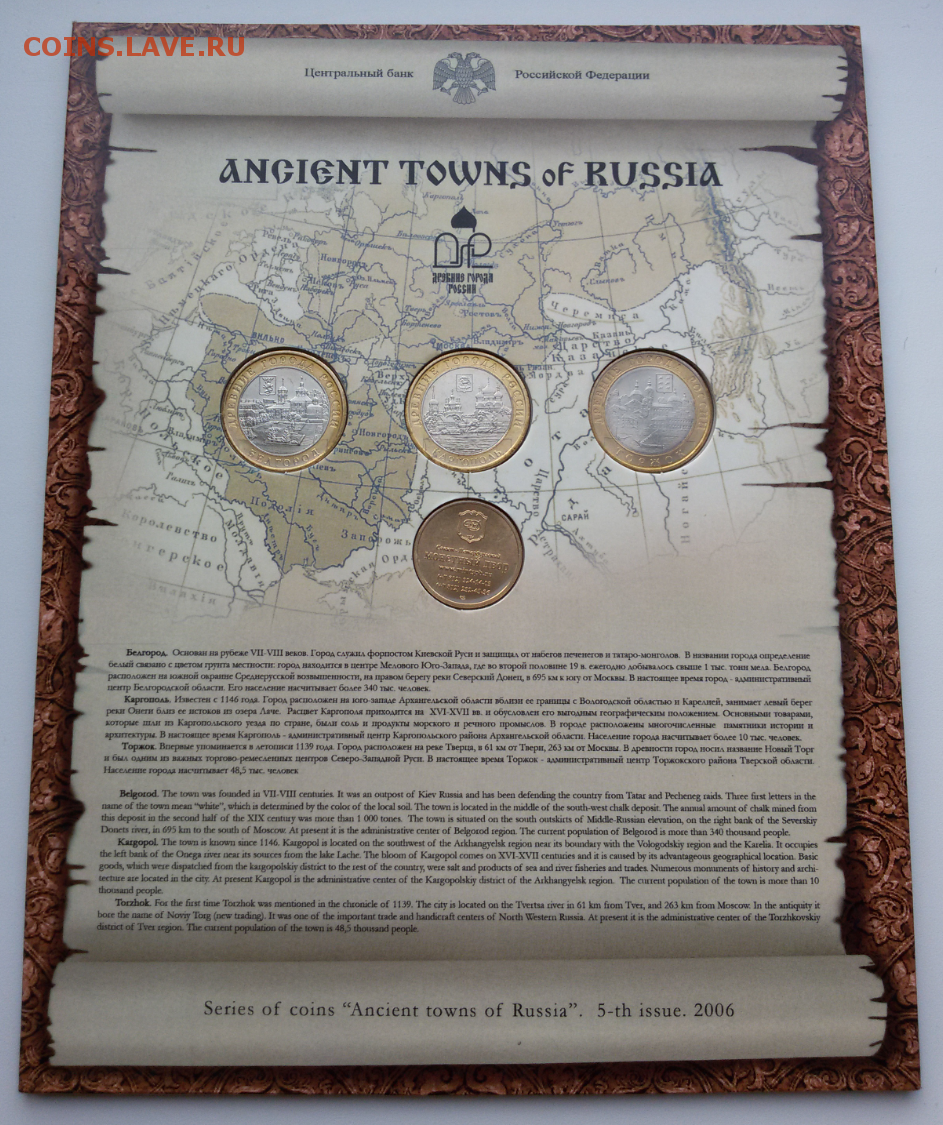 COINS.LAVE.RU
Центральный банк Российской Федерации
ANCIENT TOWNS of RUSSIA
ДРЕВНИЕ ГОРОДА
РОССИИ
ДРЕВНИЕ ГОРОДА РОССИИ
БЕЛГОРОД
ДРЕВНИЕ ГОРОДА РОССИИ
КАРГОПОЛЬ
ДРЕВНИЕ ГОРОДА РОССИИ
ТОРЖОК
Вильно
Москва
Владимиръ
Царство
Казанское
Черемиса
Мордва
САРАЙ
Подолія
Запорожь
Королевство
Венгерское
Молдавія
Валахія
Белгород. Основан на рубеже VII-VIII веков. Город служил форпостом Киевской Руси и защищал от набегов печенегов и татаро-монголов. В названии города определение
белый связано с цветом грунта местности: город находится в центре Мелового Юго-Запада, где во второй половине 19 в. ежегодно добывалось свыше 1 тыс. тонн мела. Белгород
расположен на южной окраине Среднерусской возвышенности, на правом берегу реки Северский Донец, в 695 км к югу от Москвы. В настоящее время город - административный
центр Белгородской области. Его население насчитывает более 340 тыс. человек.
Каргополь. Известен с 1146 года. Город расположен на юго-западе Архангельской области вблизи ее границы с Вологодской областью и Карелией, занимает левый берег
реки Онеги близ ее истоков из озера Лаче. Расцвет Каргополя приходится на XVI-XVII вв. и обусловлен его выгодным географическим положением. Основными товарами,
которые шли из Каргопольского уезда по стране, были соль и продукты морского и речного промыслов. В городе расположены многочисленные памятники истории и
архитектуры. В настоящее время Каргополь - административный центр Каргопольского района Архангельской области. Население города насчитывает более 10 тыс. человек.
Торжок. Впервые упоминается в летописи 1139 года. Город расположен на реке Тверца, в 61 км от Твери, 263 км от Москвы. В древности город носил название Новый Торг
и был одним из важных торгово-ремесленных центров Северо-Западной Руси. В настоящее время Торжок - административный центр Торжокского района Тверской области.
Население города насчитывает 48,5 тыс. человек
Belgorod. The town was founded in VII-VIII centuries. It was an outpost of Kiev Russia and has been defending the country from Tatar and Pecheneg raids. Three first letters in the
name of the town mean "white", which is determined by the color of the local soil. The town is located in the middle of the south-west chalk deposit. The annual amount of chalk mined from
this deposit in the second half of the XIX century was more than 1 000 tones. The town is situated on the south outskirts of Middle-Russian elevation, on the right bank of the Severskiy
Donets river, in 695 km to the south of Moscow. At present it is the administrative center of Belgorod region. The current population of Belgorod is more than 340 thousand people.
Kargopol. The town is known since 1146. Kargopol is located on the southwest of the Arkhangelsk region near its boundary with the Vologodskiy region and the Karelia. It occupies
the left bank of the Onega river near its sources from the lake Lache. The bloom of Kargopol comes on XVI-XVII centuries and it is caused by its advantageous geographical location. Basic
goods, which were dispatched from the kargopolskiy district to the rest of the country, were salt and products of sea and river fisheries and trades. Numerous monuments of history and archi-
tecture are located in the city. At present Kargopol is the administrative center of the Kargopolskiy district of the Arkhangelsk region. The current population of the town is more than 10
thousand people.
Torzhok. For the first time Torzhok was mentioned in the chronicle of 1139. The city is located on the Tvertsa river in 61 km from Tver, and 263 km from Moscow. In the antiquity it
bore the name of Noviy Torg (new trading). It was one of the important trade and handicraft centers of North Western Russia. At present it is the administrative center of the Torzhkovskiy
district of Tver region. The current population of the town is 48,5 thousand people.
Series of coins "Ancient towns of Russia". 5-th issue. 2006